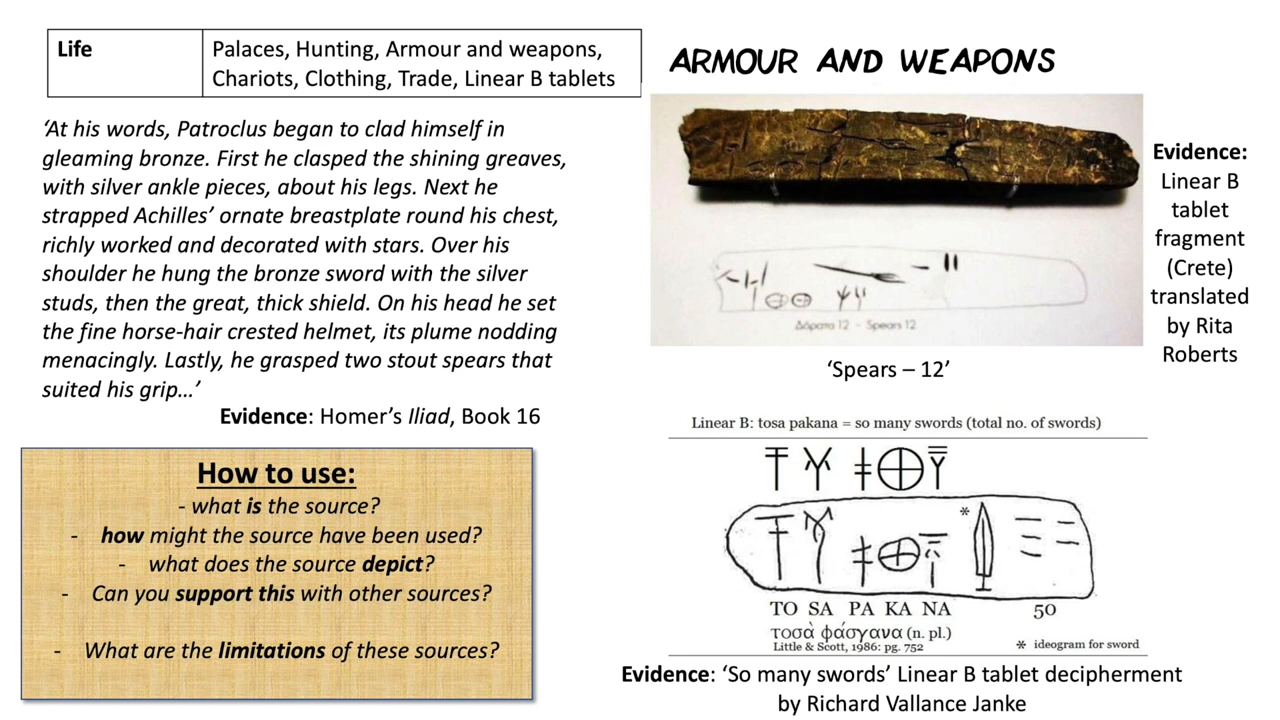 Life
Palaces, Hunting, Armour and weapons,
Chariots, Clothing, Trade, Linear B tablets
‘At his words, Patroclus began to clad himself in
gleaming bronze. First he clasped the shining greaves,
with silver ankle pieces, about his legs. Next he
strapped Achilles’ ornate breastplate round his chest,
richly worked and decorated with stars. Over his
shoulder he hung the bronze sword with the silver
studs, then the great, thick shield. On his head he set
the fine horse-hair crested helmet, its plume nodding
menacingly. Lastly, he grasped two stout spears that
suited his grip…’
Evidence: Homer’s Iliad, Book 16
How to use:
- what is the source?
- how might the source have been used?
- what does the source depict?
- Can you support this with other sources?
- What are the limitations of these sources?
ARMOUR AND WEAPONS
Δόρατα 12 - Spears 12
‘Spears – 12’
Evidence:
Linear B
tablet
fragment
(Crete)
translated
by Rita
Roberts
Linear B: tosa pakana = so many swords (total no. of swords)
𐀵 𐀭 𐀞 𐀏 𐀙
*
TO SA PA KA NA 50
τοσὰ φάσγανα (n. pl.)
Little & Scott, 1986: pg. 752
* ideogram for sword
Evidence: ‘So many swords’ Linear B tablet decipherment
by Richard Vallance Janke